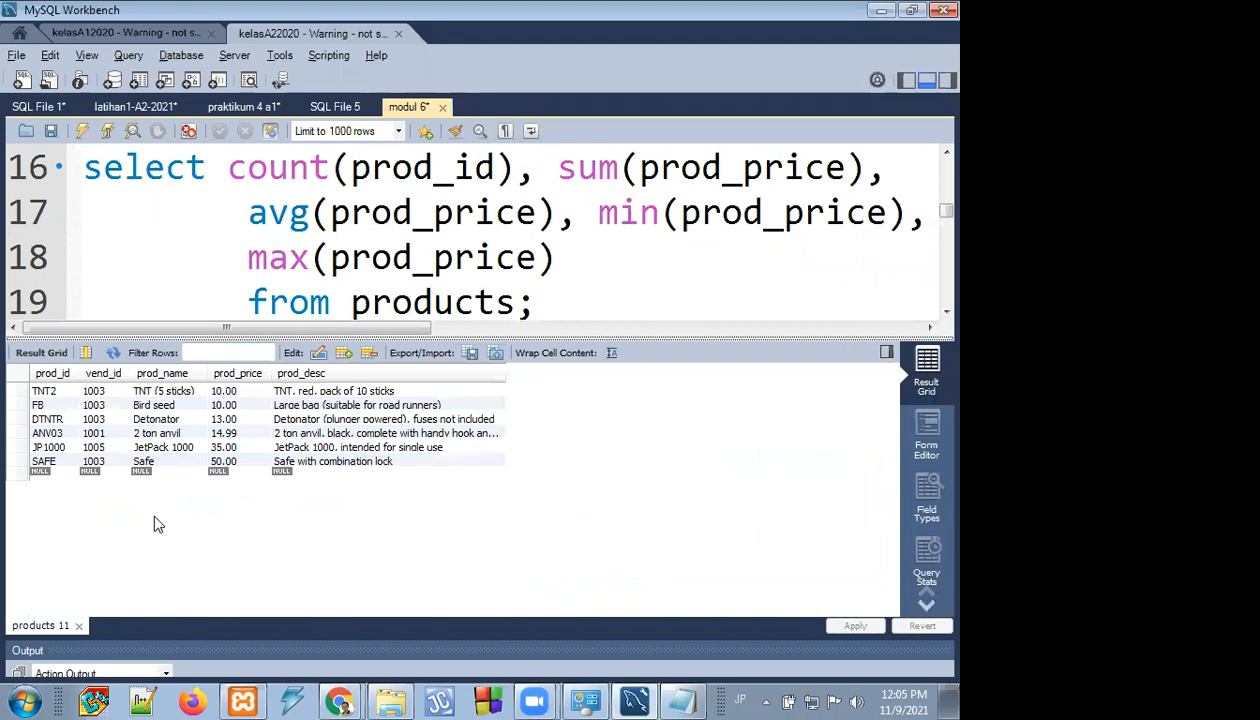 MySQL Workbench
kelasA12020 - Warning - not s...
kelasA22020 - Warning - not s...
File Edit View Query Database Server Tools Scripting Help
SQL File 1* latihan1-A2-2021* praktikum 4 a1* SQL File 5 modul 6*
Limit to 1000 rows
16 select count(prod_id), sum(prod_price),
17 avg(prod_price), min(prod_price),
18 max(prod_price)
19 from products;
Result Grid Filter Rows: Edit: Export/Import: Wrap Cell Content:
prod_id vend_id prod_name prod_price prod_desc
TNT2 1003 TNT (5 sticks) 10.00 TNT, red, pack of 10 sticks
FB 1003 Bird seed 10.00 Large bag (suitable for road runners)
DTNTR 1003 Detonator 13.00 Detonator (plunger powered), fuses not included
ANV03 1001 2 ton anvil 14.99 2 ton anvil, black, complete with handy hook an...
JP1000 1005 JetPack 1000 35.00 JetPack 1000, intended for single use
SAFE 1003 Safe 50.00 Safe with combination lock
NULL NULL NULL NULL NULL
Result
Grid
Form
Editor
Field
Types
Query
Stats
products 11
Apply Revert
Output
Action Output
JP
12:05 PM
11/9/2021